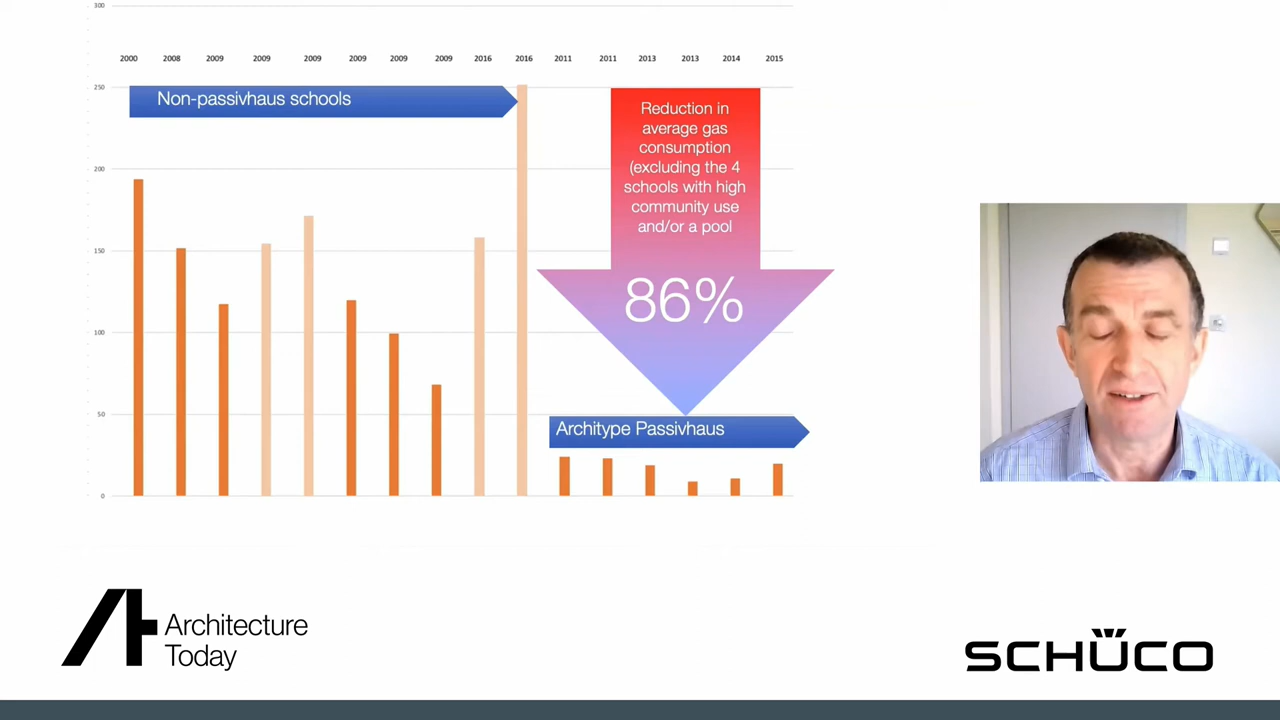 300
2000 2008 2009 2009 2009 2009 2009 2009 2016 2016 2011 2011 2013 2013 2014 2015
250
Non-passivhaus schools
Reduction in
average gas
consumption
(excluding the 4
schools with high
community use
and/or a pool
86%
200
150
100
50
Architype Passivhaus
0
Architecture
Today
SCHÜCO